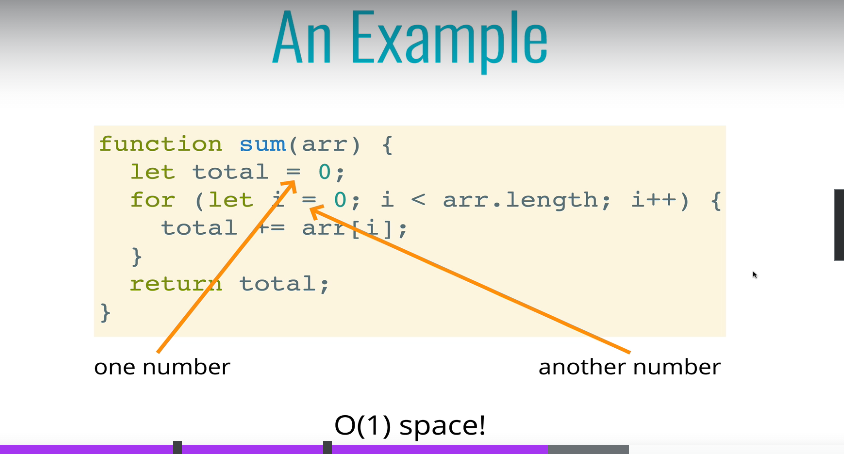 An Example
function sum(arr) {
  let total = 0;
  for (let i = 0; i < arr.length; i++) {
    total += arr[i];
  }
  return total;
}
one number
another number
O(1) space!